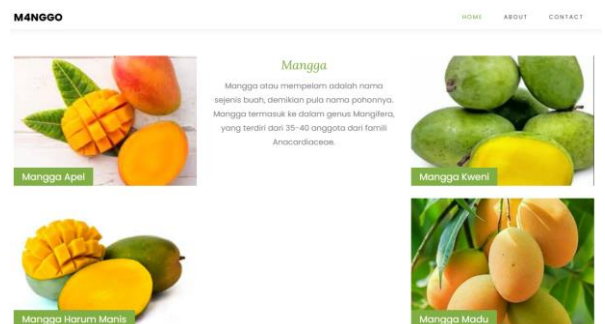 M4NGGO
HOME ABOUT CONTACT
Mangga Apel
Mangga
Mangga atau mempelam adalah nama
sejenis buah, demikian pula nama pohonnya.
Mangga termasuk ke dalam genus Mangifera,
yang terdiri dari 35-40 anggota dari famili
Anacardiaceae.
Mangga Kweni
Mangga Harum Manis
Mangga Madu